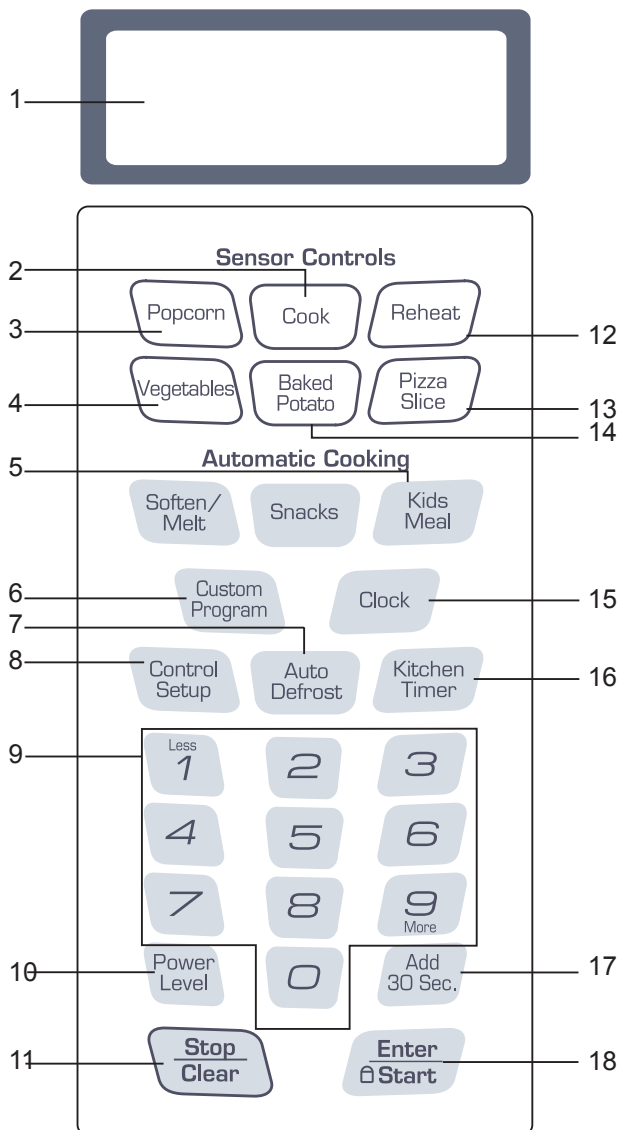 1
Sensor Controls
2
Popcorn Cook Reheat
3
12
Vegetables Baked Potato Pizza Slice
4
13
14
Automatic Cooking
5
Soften/ Melt Snacks Kids Meal
6
Custom Program Clock
15
7
8
Control Setup Auto Defrost Kitchen Timer
16
9
Less
1 2 3
4 5 6
7 8 9
More
10
Power Level 0 Add 30 Sec.
17
11
Stop Clear Enter Start
18